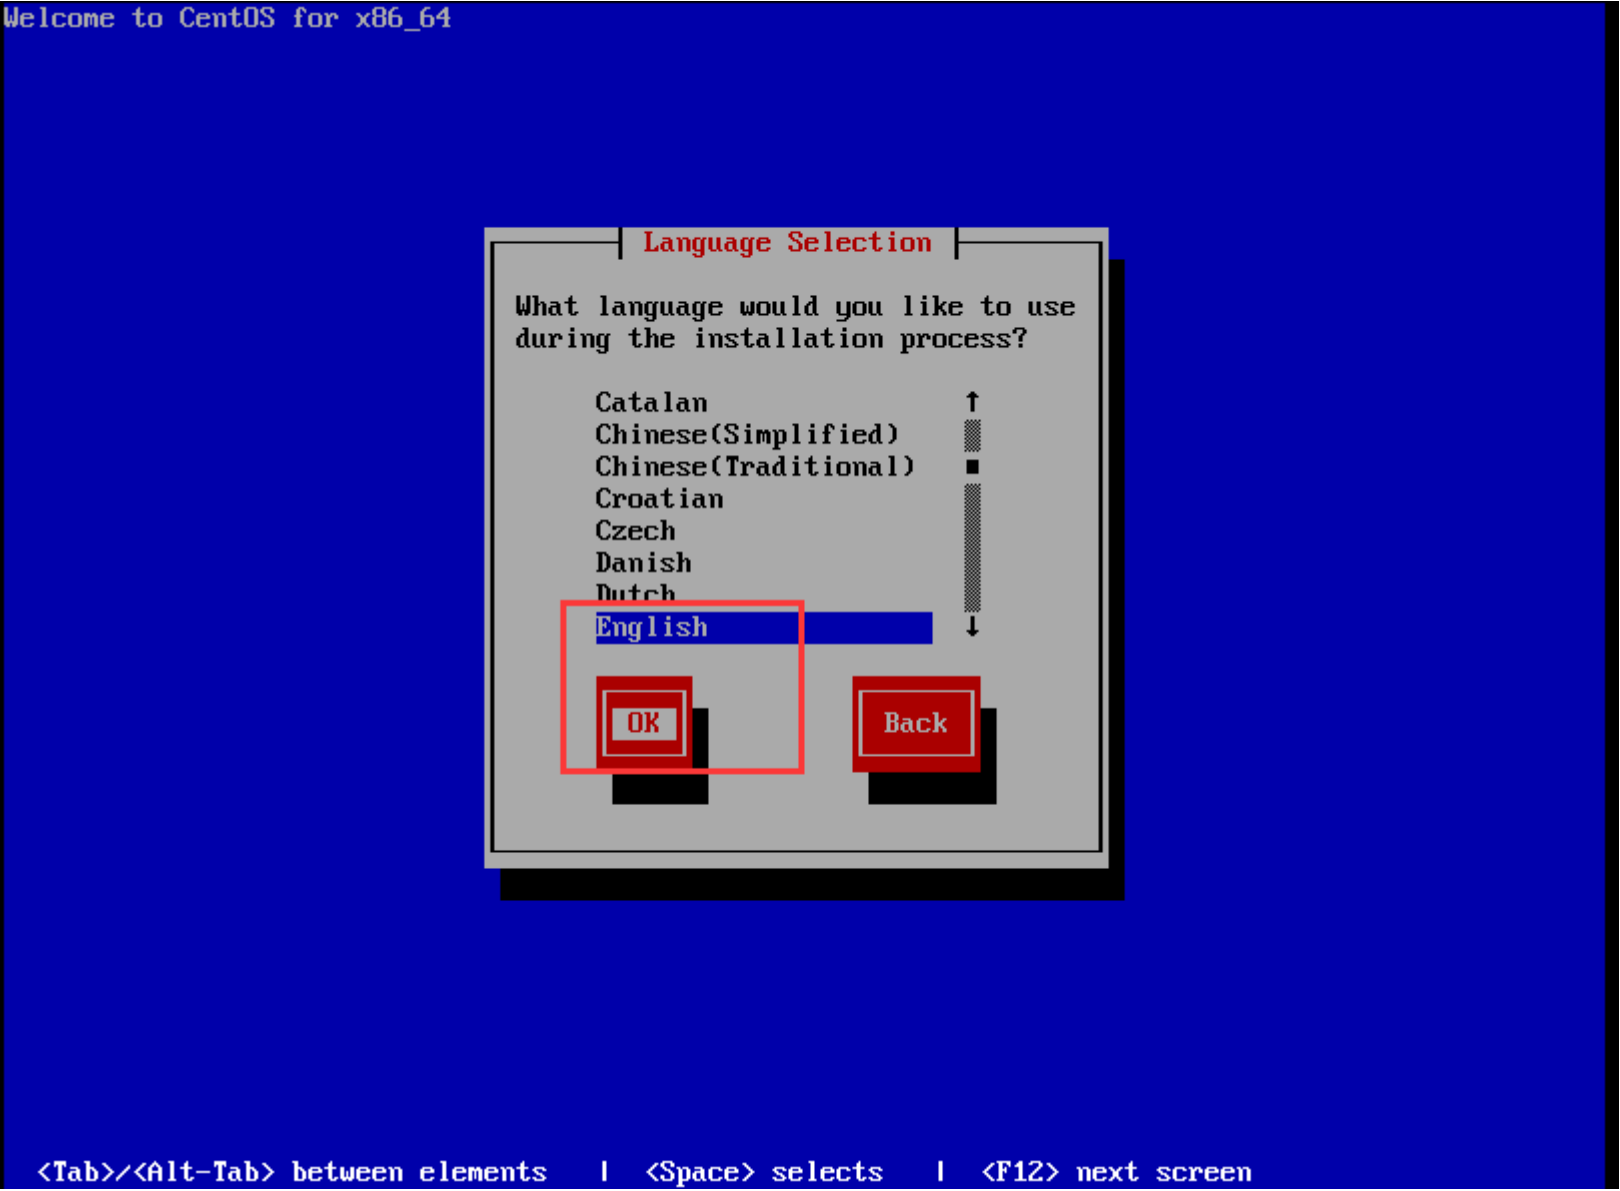 Welcome to CentOS for x86_64
Language Selection
What language would you like to use
during the installation process?
Catalan
Chinese(Simplified)
Chinese(Traditional)
Croatian
Czech
Danish
Dutch
English
OK
Back
<Tab>/<Alt-Tab> between elements | <Space> selects | <F12> next screen